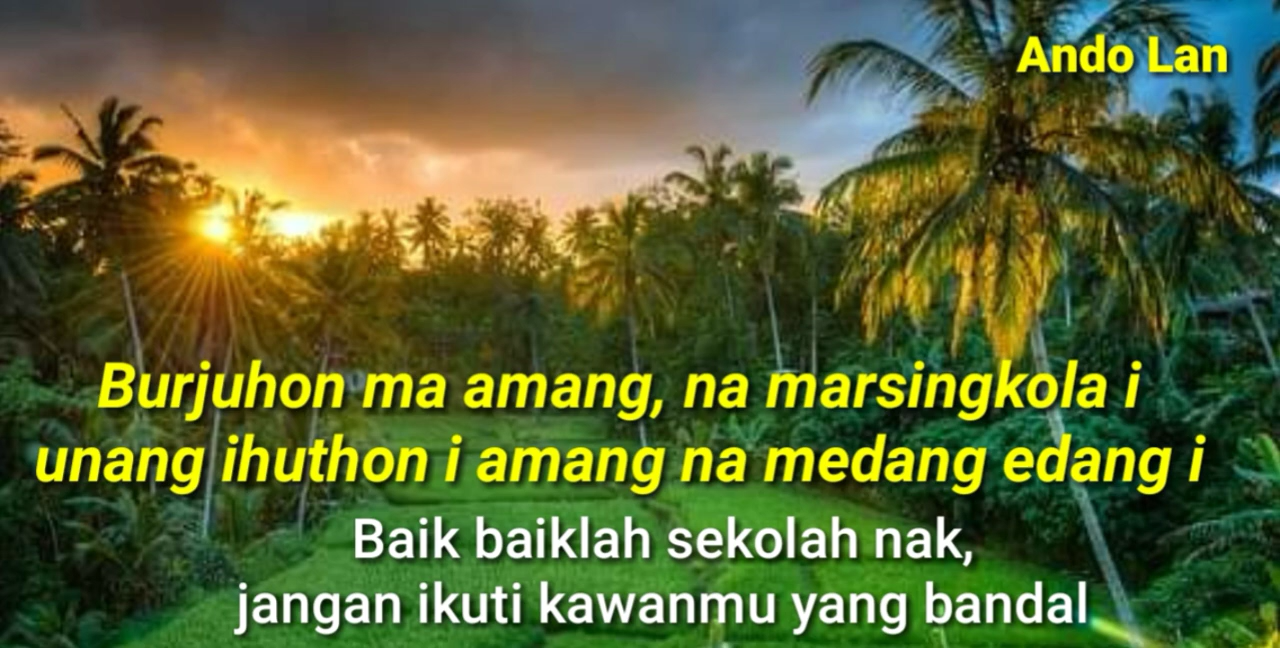 Ando Lan
Burjuhon ma amang, na marsingkola i
unang ihuthon i amang na medang edang i
Baik baiklah sekolah nak,
jangan ikuti kawanmu yang bandal